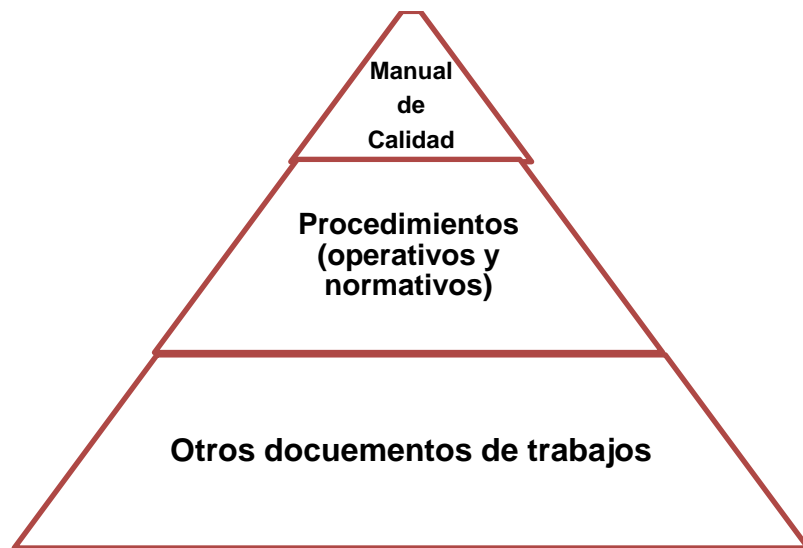 Manual
de
Calidad
Procedimientos
(operativos y
normativos)
Otros docuementos de trabajos